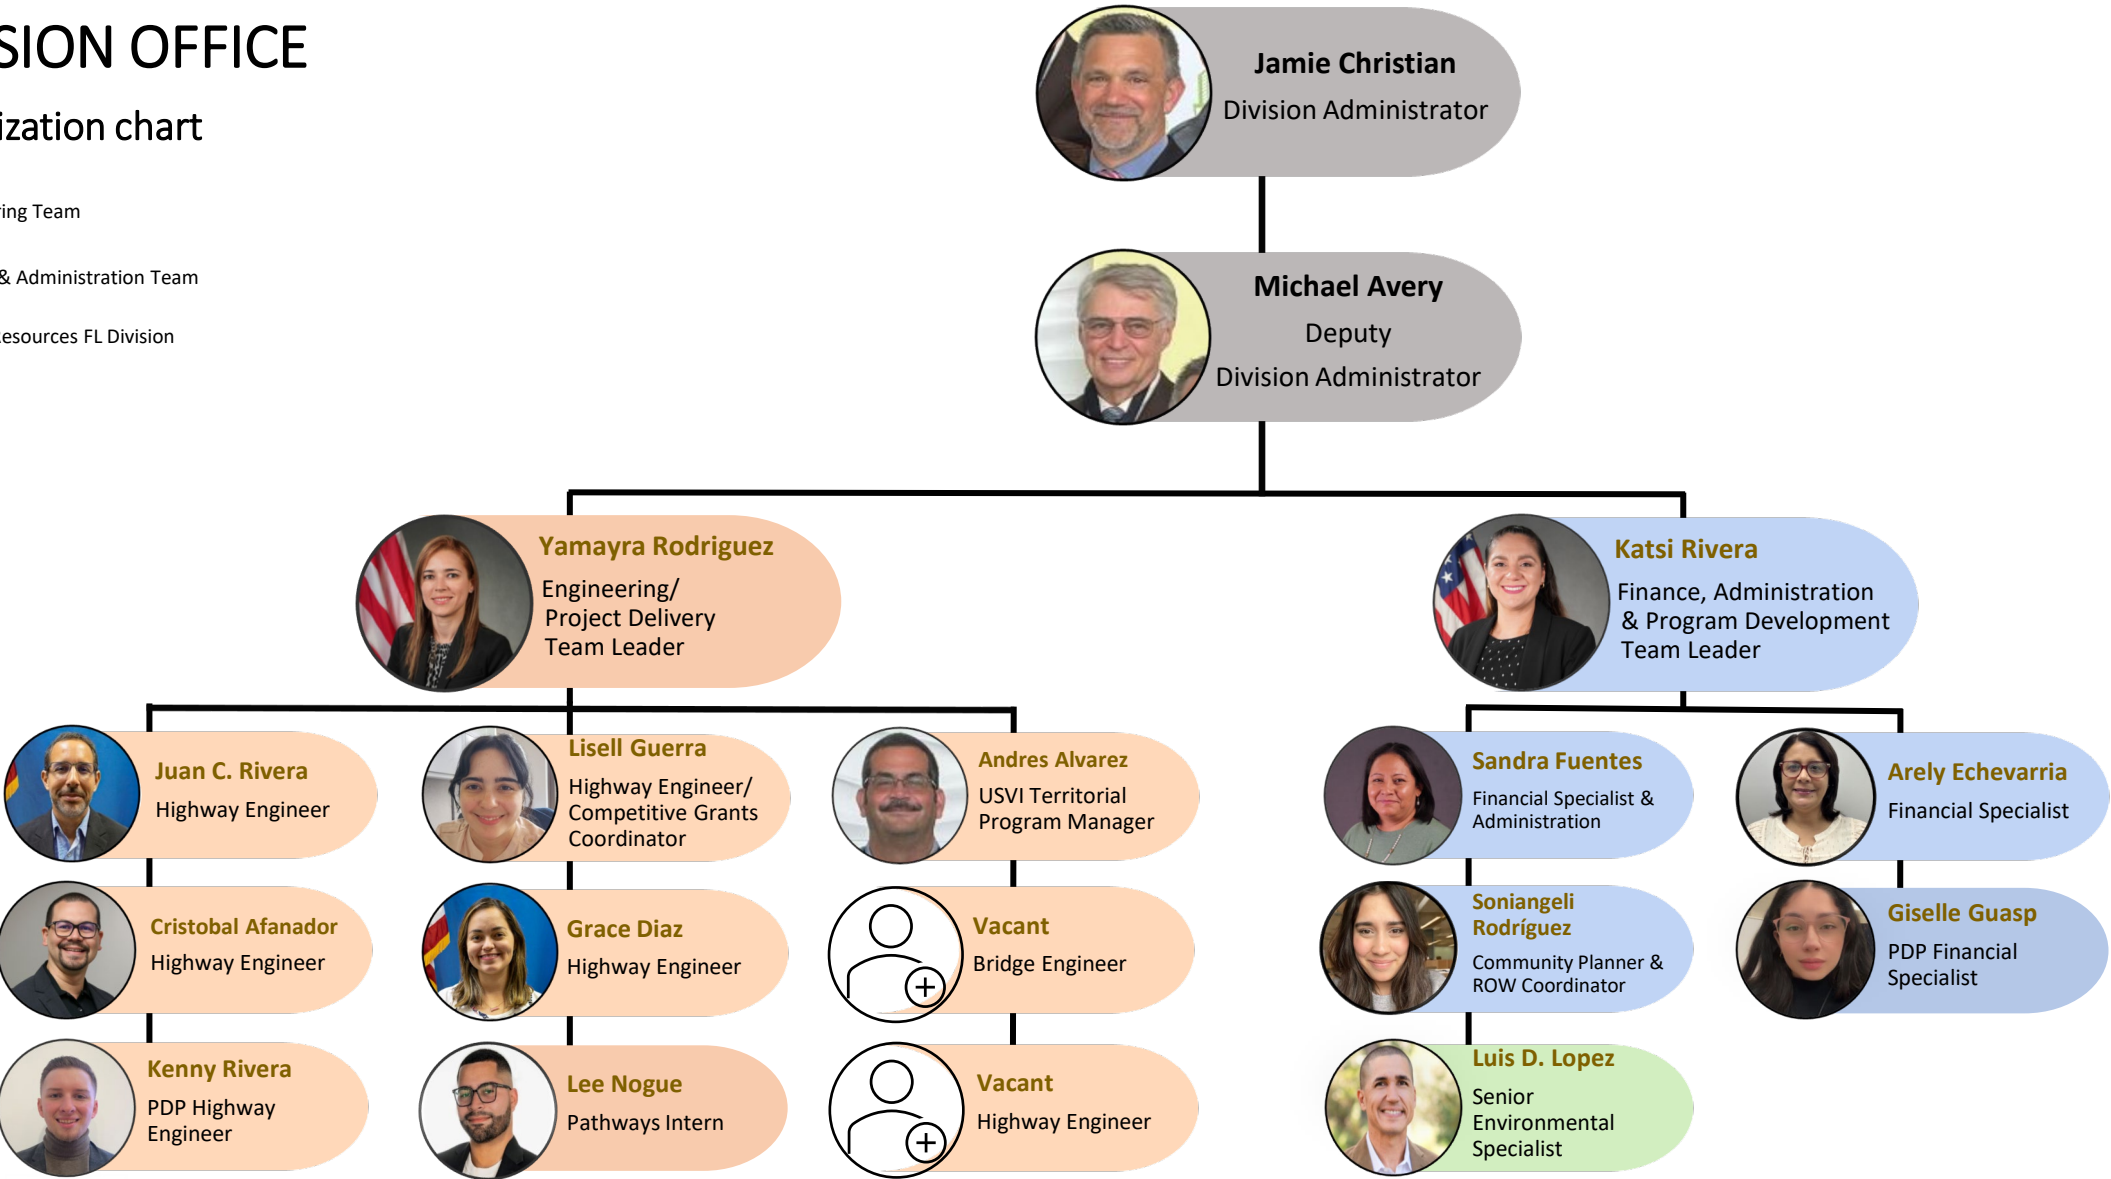 SION OFFICE
ization chart
ring Team
& Administration Team
Resources FL Division
Jamie Christian
Division Administrator
Michael Avery
Deputy
Division Administrator
Yamayra Rodriguez
Engineering/
Project Delivery
Team Leader
Katsi Rivera
Finance, Administration
& Program Development
Team Leader
Juan C. Rivera
Highway Engineer
Lisell Guerra
Highway Engineer/
Competitive Grants
Coordinator
Andres Alvarez
USVI Territorial
Program Manager
Sandra Fuentes
Financial Specialist &
Administration
Arely Echevarria
Financial Specialist
Cristobal Afanador
Highway Engineer
Grace Diaz
Highway Engineer
Vacant
Bridge Engineer
Soniangeli
Rodríguez
Community Planner &
ROW Coordinator
Giselle Guasp
PDP Financial
Specialist
Kenny Rivera
PDP Highway
Engineer
Lee Nogue
Pathways Intern
Vacant
Highway Engineer
Luis D. Lopez
Senior
Environmental
Specialist